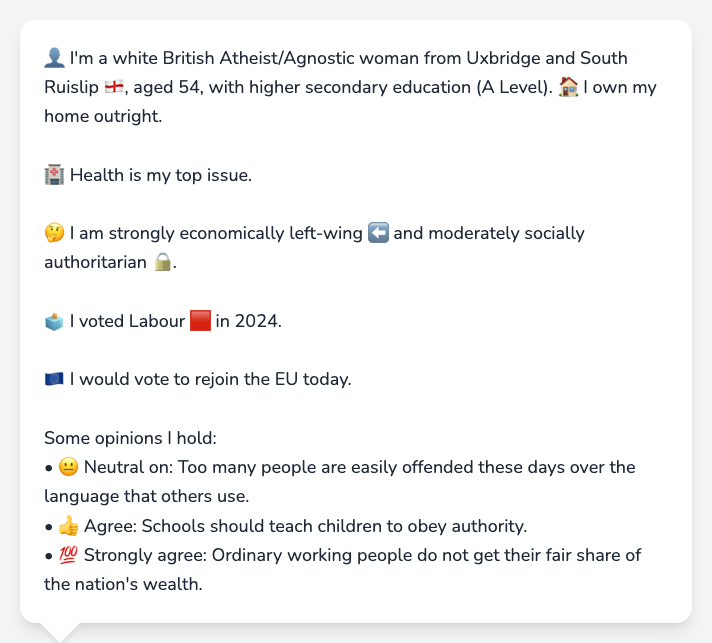 👤 I'm a white British Atheist/Agnostic woman from Uxbridge and South
Ruislip 🏴󠁧󠁢󠁥󠁮󠁧󠁿, aged 54, with higher secondary education (A Level). 🏠 I own my
home outright.
🏥 Health is my top issue.
🤔 I am strongly economically left-wing ⬅️ and moderately socially
authoritarian 🔒.
🗳️ I voted Labour 🟥 in 2024.
🇪🇺 I would vote to rejoin the EU today.
Some opinions I hold:
• 😐 Neutral on: Too many people are easily offended these days over the
language that others use.
• 👍 Agree: Schools should teach children to obey authority.
• 💯 Strongly agree: Ordinary working people do not get their fair share of
the nation's wealth.